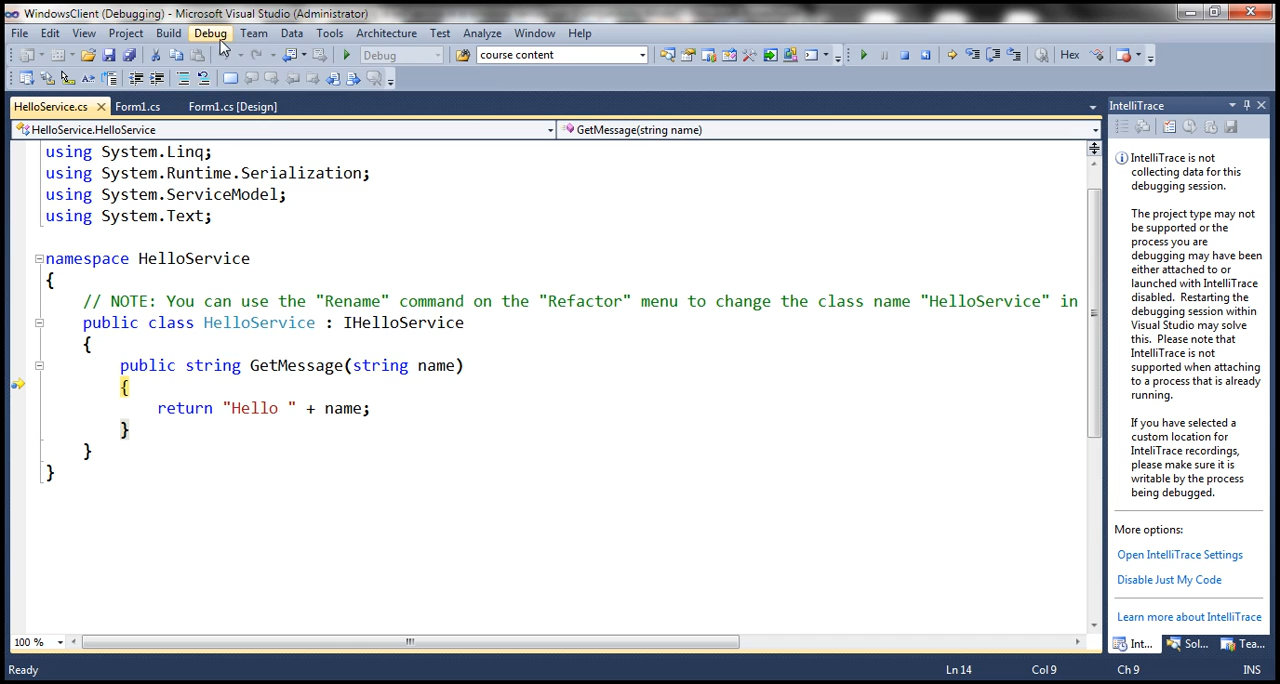 WindowsClient (Debugging) - Microsoft Visual Studio (Administrator)
File Edit View Project Build Debug Team Data Tools Architecture Test Analyze Window Help
Debug course content Hex
HelloService.cs Form1.cs Form1.cs [Design]
HelloService.HelloService GetMessage(string name)
using System.Linq;
using System.Runtime.Serialization;
using System.ServiceModel;
using System.Text;
namespace HelloService
{
// NOTE: You can use the "Rename" command on the "Refactor" menu to change the class name "HelloService" in
public class HelloService : IHelloService
{
public string GetMessage(string name)
{
return "Hello " + name;
}
}
}
100 %
IntelliTrace
IntelliTrace is not
collecting data for this
debugging session.
The project type may not
be supported or the
process you are
debugging may have been
either attached to or
launched with IntelliTrace
disabled. Restarting the
debugging session within
Visual Studio may solve
this. Please note that
IntelliTrace is not
supported when attaching
to a process that is already
running.
If you have selected a
custom location for
InteliTrace recordings,
please make sure it is
writable by the process
being debugged.
More options:
Open IntelliTrace Settings
Disable Just My Code
Learn more about IntelliTrace
Int... Sol... Tea...
Ready Ln 14 Col 9 Ch 9 INS